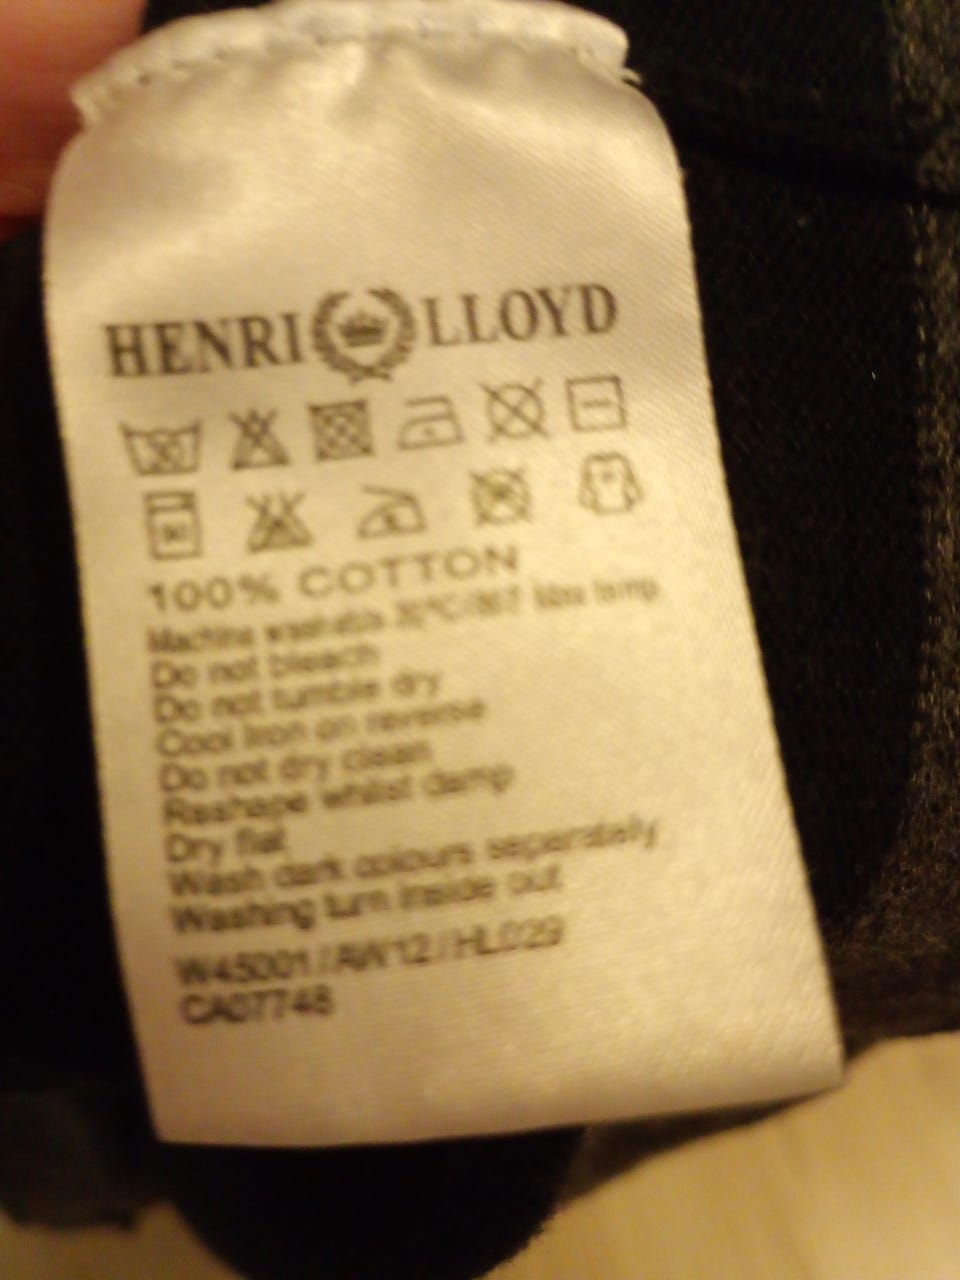 HENRI LLOYD
100% COTTON
Machine washable 30°C/86°F Max temp.
Do not bleach
Do not tumble dry
Cool Iron on reverse
Do not dry clean
Reshape whilst damp
Dry flat
Wash dark colours separately
Washing turn inside out
W45001//AW12//HL029
CA07748